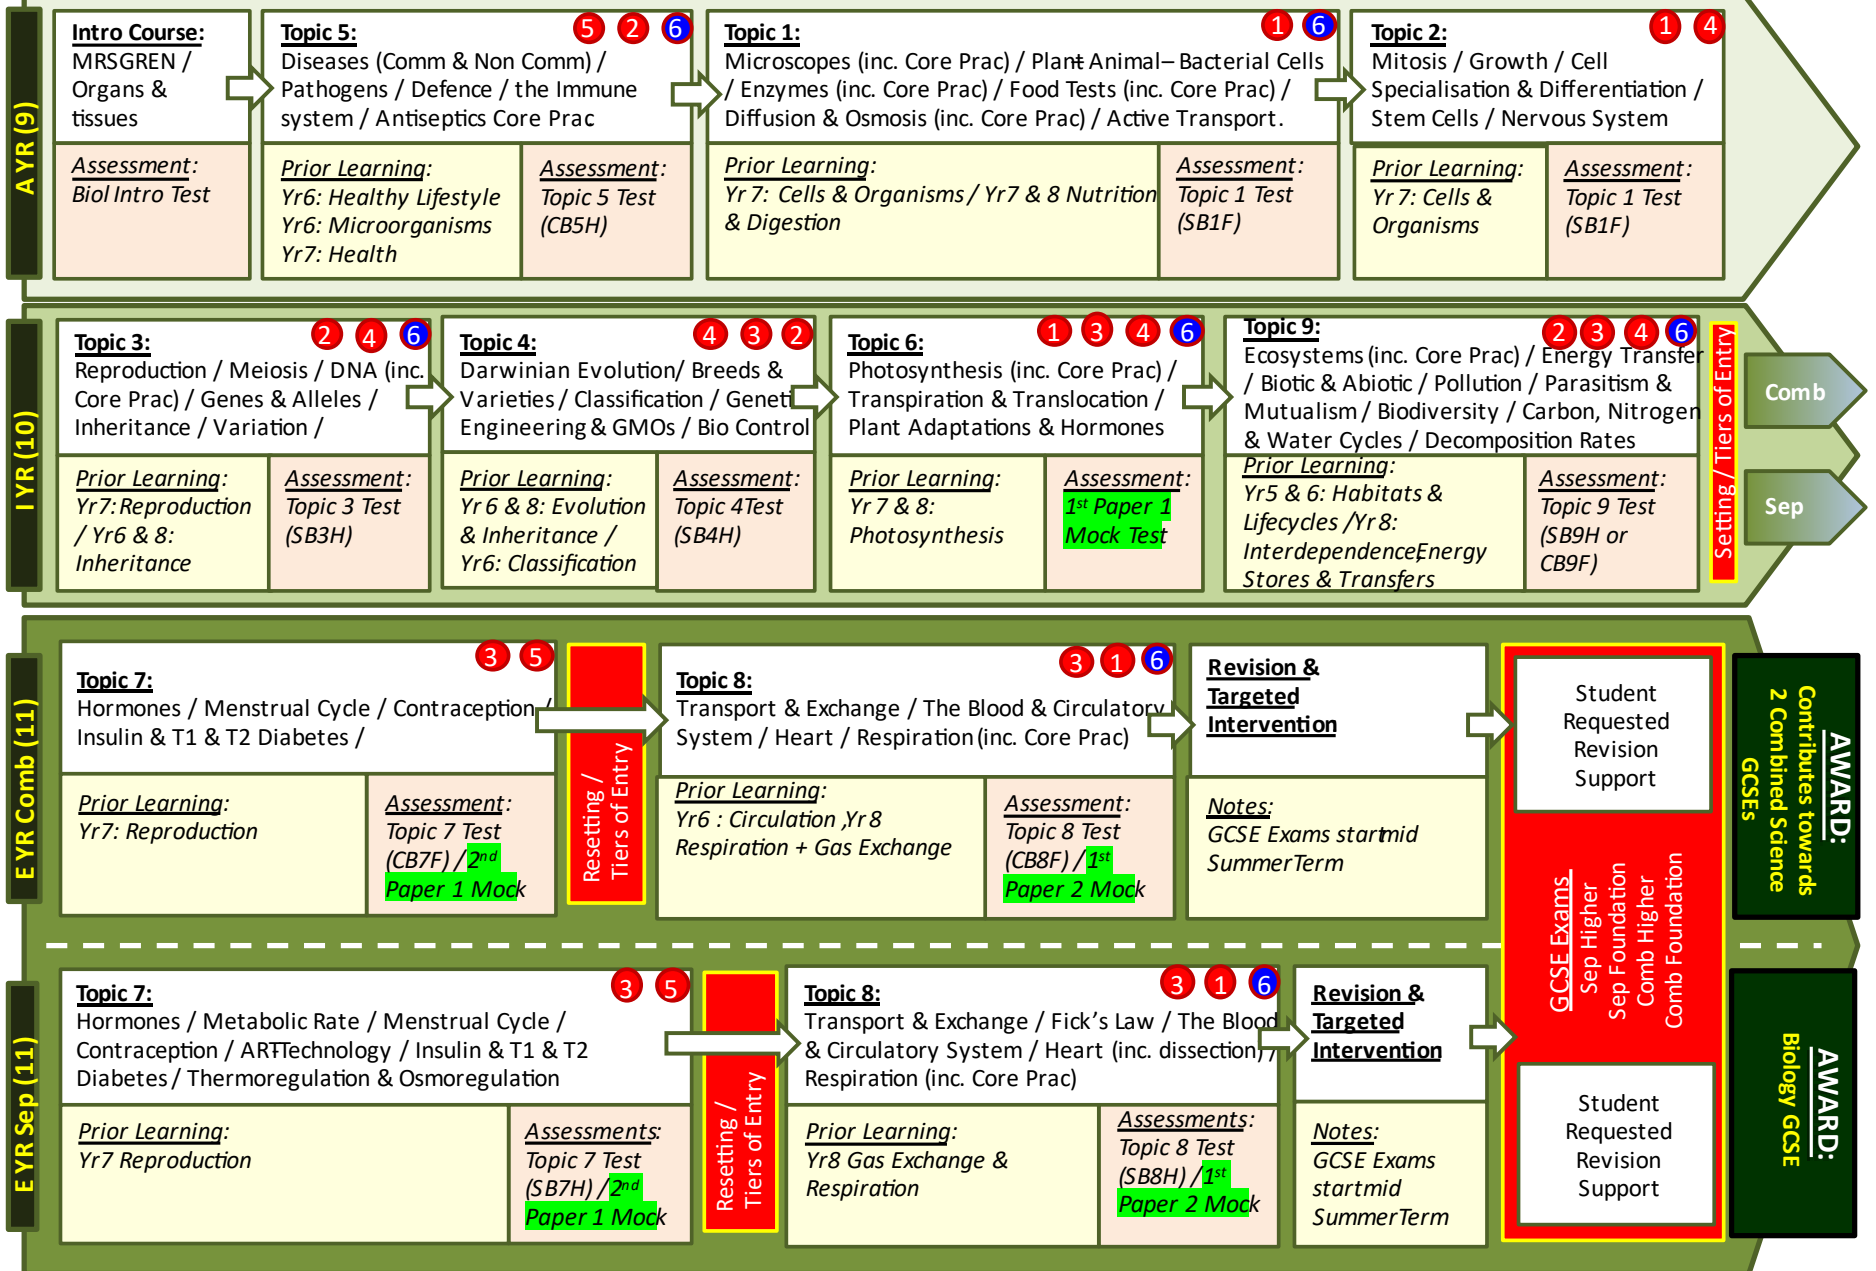 A YR (9)
Intro Course:
MRSGREN /
Organs &
tissues
Assessment:
Biol Intro Test
5 2 6
Topic 5:
Diseases (Comm & Non Comm) /
Pathogens / Defence / the Immune
system / Antiseptics Core Prac
Prior Learning:
Yr6: Healthy Lifestyle
Yr6: Microorganisms
Yr7: Health
Assessment:
Topic 5 Test
(CB5H)
1 6
Topic 1:
Microscopes (inc. Core Prac) / Plant- Animal– Bacterial Cells
/ Enzymes (inc. Core Prac) / Food Tests (inc. Core Prac) /
Diffusion & Osmosis (inc. Core Prac) / Active Transport.
Prior Learning:
Yr 7: Cells & Organisms / Yr7 & 8 Nutrition
& Digestion
Assessment:
Topic 1 Test
(SB1F)
1 4
Topic 2:
Mitosis / Growth / Cell
Specialisation & Differentiation /
Stem Cells / Nervous System
Prior Learning:
Yr 7: Cells &
Organisms
Assessment:
Topic 1 Test
(SB1F)
I YR (10)
2 4 6
Topic 3:
Reproduction / Meiosis / DNA (inc.
Core Prac) / Genes & Alleles /
Inheritance / Variation /
Prior Learning:
Yr7: Reproduction
/ Yr6 & 8:
Inheritance
Assessment:
Topic 3 Test
(SB3H)
4 3 2
Topic 4:
Darwinian Evolution/ Breeds &
Varieties / Classification / Geneti
Engineering & GMOs / Bio Control
Prior Learning:
Yr 6 & 8: Evolution
& Inheritance /
Yr6: Classification
Assessment:
Topic 4Test
(SB4H)
1 3 4 6
Topic 6:
Photosynthesis (inc. Core Prac) /
Transpiration & Translocation /
Plant Adaptations & Hormones
Prior Learning:
Yr 7 & 8:
Photosynthesis
Assessment:
1st Paper 1
Mock Test
2 3 4 6
Topic 9:
Ecosystems (inc. Core Prac) / Energy Transfer
/ Biotic & Abiotic / Pollution / Parasitism &
Mutualism / Biodiversity / Carbon, Nitrogen
& Water Cycles / Decomposition Rates
Prior Learning:
Yr5 & 6: Habitats &
Lifecycles /Yr 8:
Interdependence, Energy
Stores & Transfers
Assessment:
Topic 9 Test
(SB9H or
CB9F)
Setting / Tiers of Entry
Comb
Sep
E YR Comb (11)
3 5
Topic 7:
Hormones / Menstrual Cycle / Contraception /
Insulin & T1 & T2 Diabetes /
Prior Learning:
Yr7: Reproduction
Assessment:
Topic 7 Test
(CB7F) / 2nd
Paper 1 Mock
Resetting /
Tiers of Entry
3 1 6
Topic 8:
Transport & Exchange / The Blood & Circulatory
System / Heart / Respiration (inc. Core Prac)
Prior Learning:
Yr6 : Circulation ,Yr 8
Respiration + Gas Exchange
Assessment:
Topic 8 Test
(CB8F) / 1st
Paper 2 Mock
Revision &
Targeted
Intervention
Notes:
GCSE Exams start mid
Summer Term
Student
Requested
Revision
Support
GCSE Exams
Sep Higher
Sep Foundation
Comb Higher
Comb Foundation
AWARD:
Contributes towards
2 Combined Science
GCSEs
E YR Sep (11)
3 5
Topic 7:
Hormones / Metabolic Rate / Menstrual Cycle /
Contraception / ART-Technology / Insulin & T1 & T2
Diabetes / Thermoregulation & Osmoregulation
Prior Learning:
Yr7 Reproduction
Assessments:
Topic 7 Test
(SB7H) / 2nd
Paper 1 Mock
Resetting /
Tiers of Entry
3 1 6
Topic 8:
Transport & Exchange / Fick's Law / The Blood
& Circulatory System / Heart (inc. dissection) /
Respiration (inc. Core Prac)
Prior Learning:
Yr8 Gas Exchange &
Respiration
Assessments:
Topic 8 Test
(SB8H) / 1st
Paper 2 Mock
Revision &
Targeted
Intervention
Notes:
GCSE Exams
start mid
Summer Term
Student
Requested
Revision
Support
AWARD:
Biology GCSE